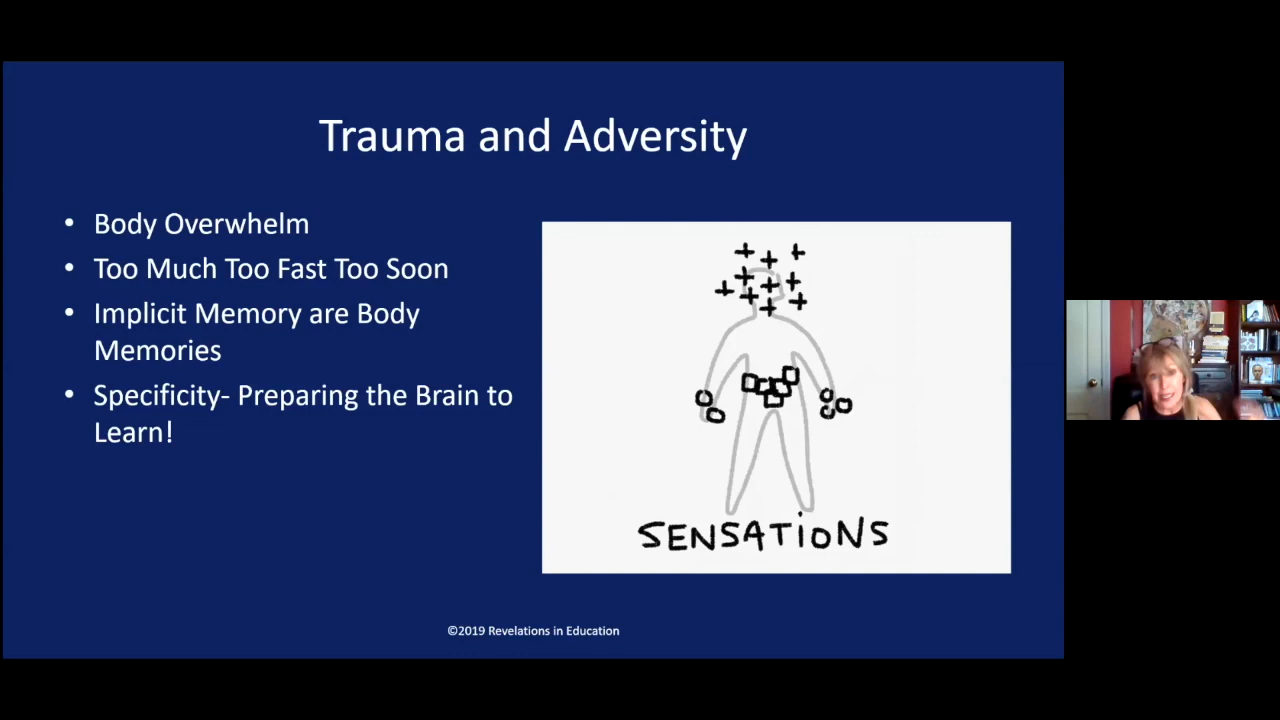 Trauma and Adversity
• Body Overwhelm
• Too Much Too Fast Too Soon
• Implicit Memory are Body
Memories
• Specificity- Preparing the Brain to
Learn!
SENSATiONS
©2019 Revelations in Education